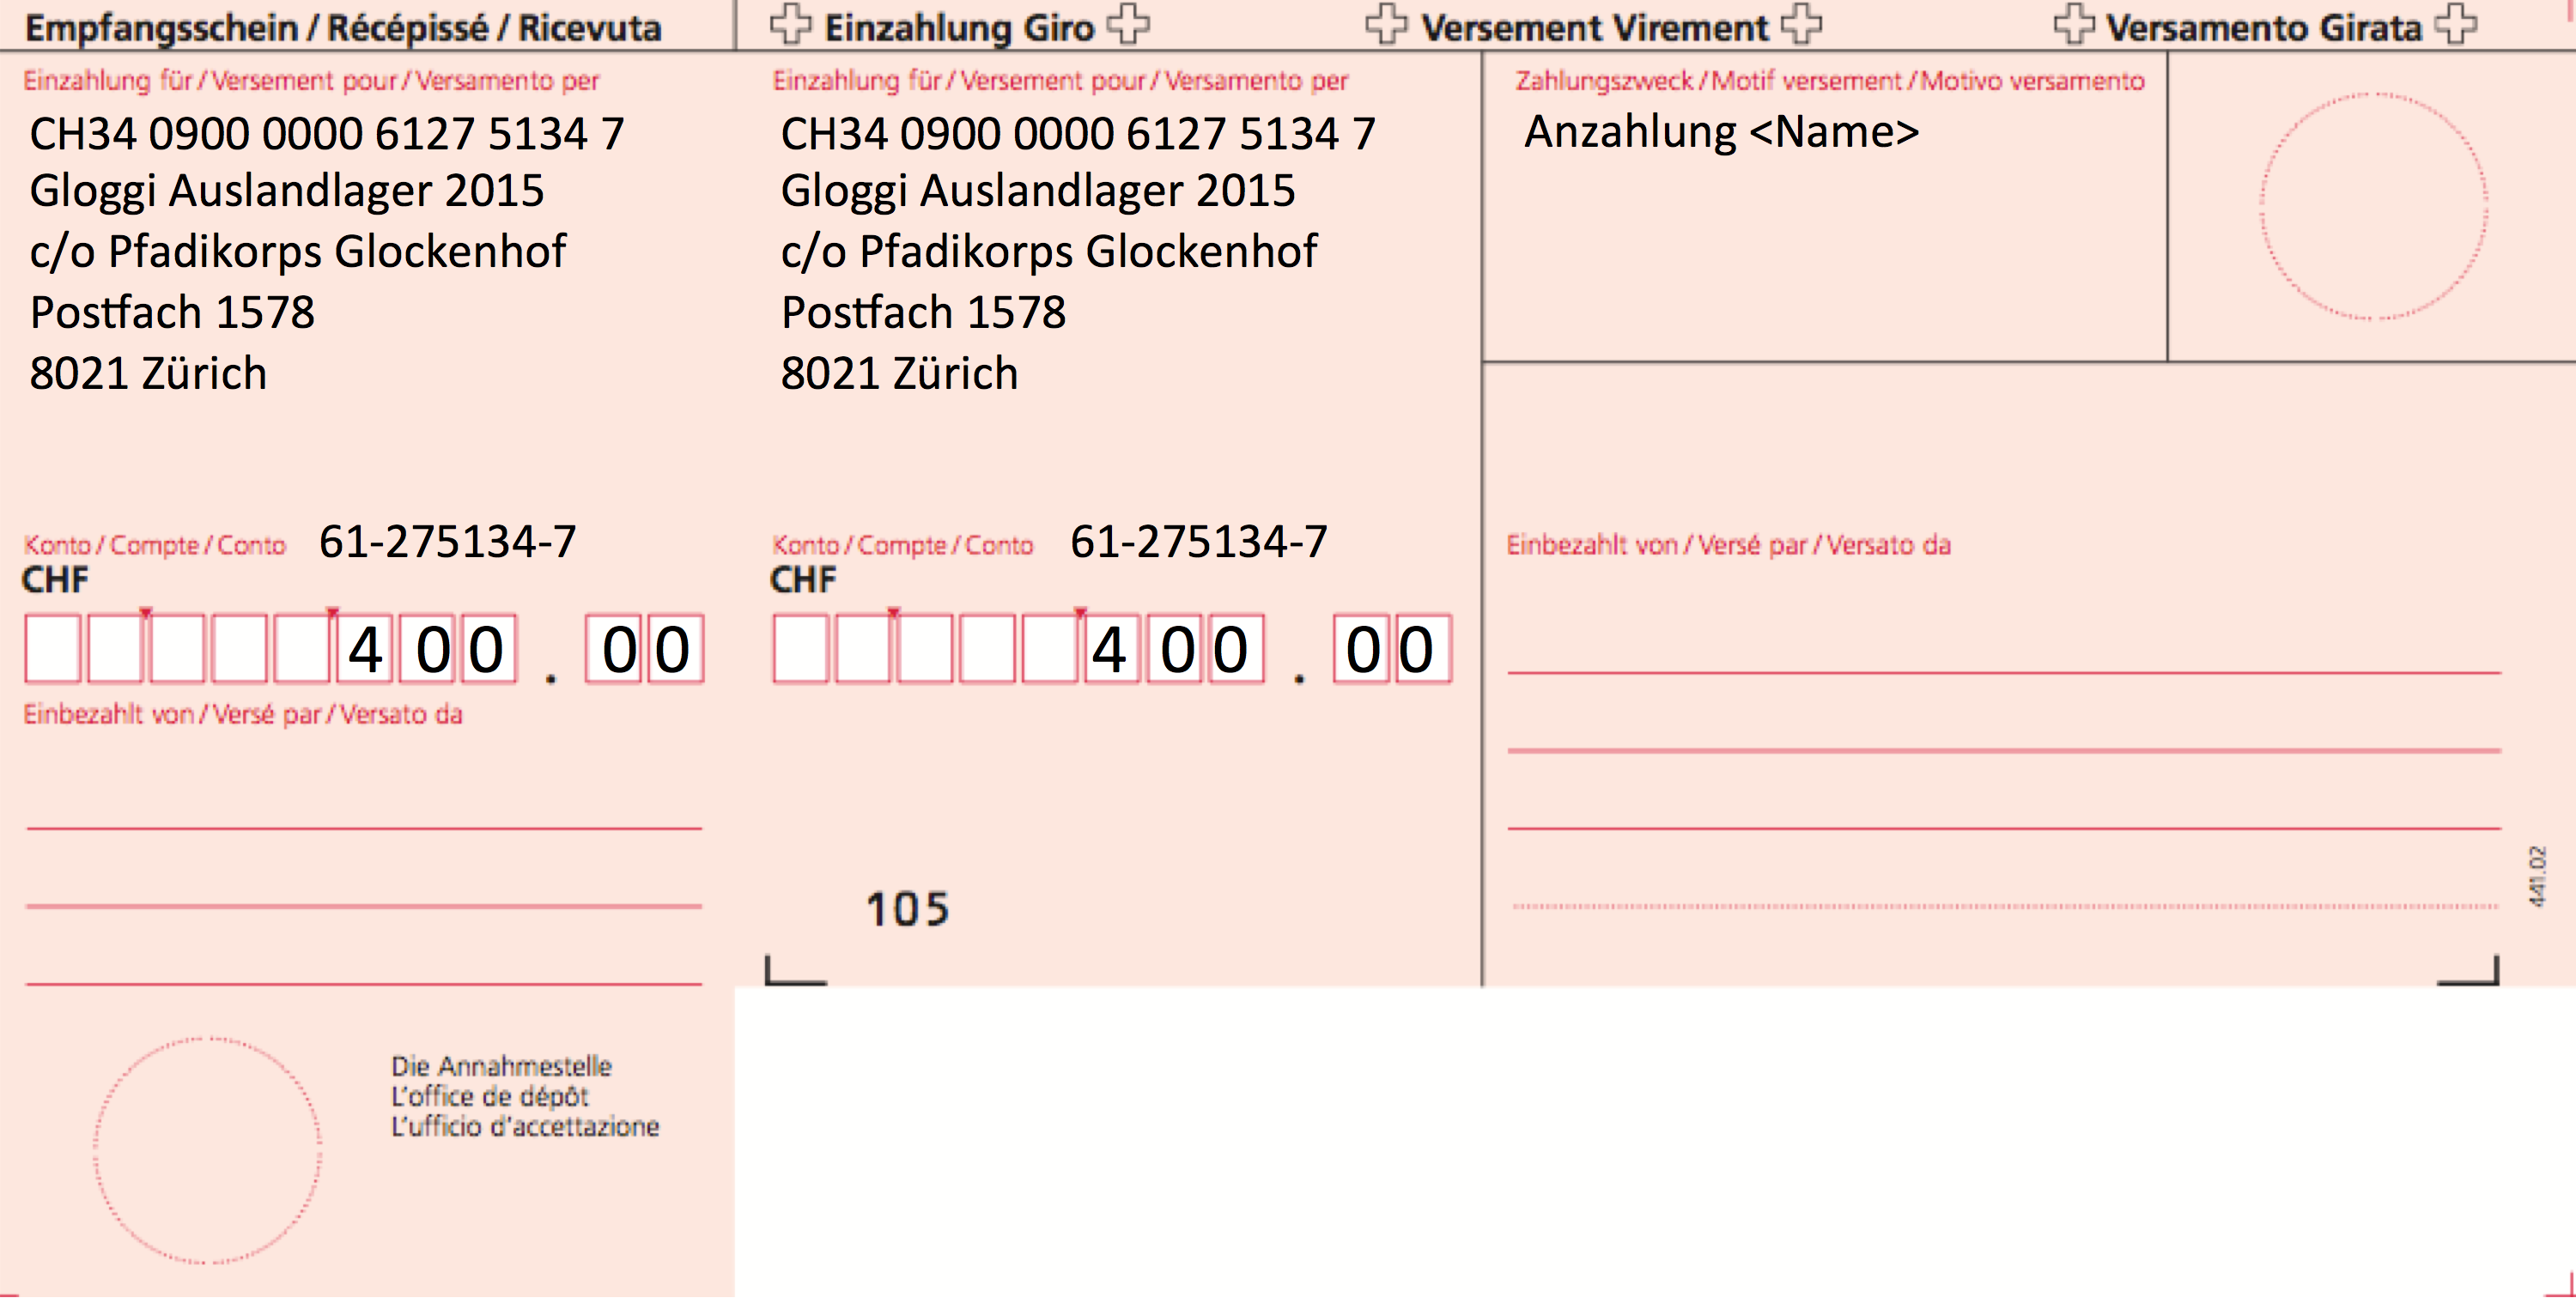 Empfangsschein / Récépissé / Ricevuta
Einzahlung für / Versement pour / Versamento per
CH34 0900 0000 6127 5134 7
Gloggi Auslandlager 2015
c/o Pfadikorps Glockenhof
Postfach 1578
8021 Zürich
Konto / Compte / Conto 61-275134-7
CHF
400 . 00
Einbezahlt von / Versé par / Versato da
Die Annahmestelle
L'office de dépôt
L'ufficio d'accettazione
Einzahlung Giro Versement Virement Versamento Girata
Einzahlung für / Versement pour / Versamento per
CH34 0900 0000 6127 5134 7
Gloggi Auslandlager 2015
c/o Pfadikorps Glockenhof
Postfach 1578
8021 Zürich
Konto / Compte / Conto 61-275134-7
CHF
400 . 00
105
Zahlungszweck / Motif versement / Motivo versamento
Anzahlung <Name>
Einbezahlt von / Versé par / Versato da
441.02